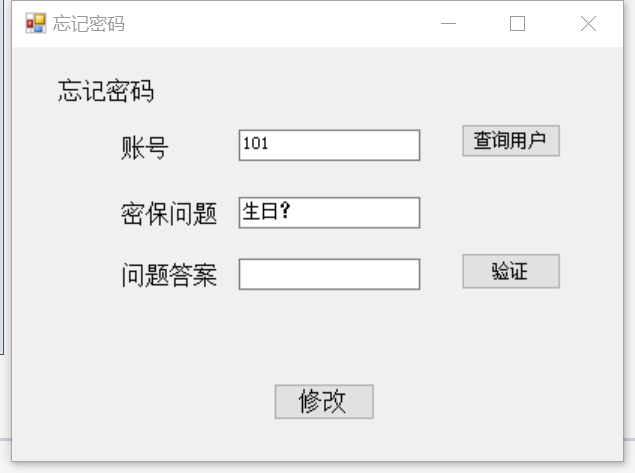 忘记密码
忘记密码
账号 101 查询用户
密保问题 生日?
问题答案 验证
修改